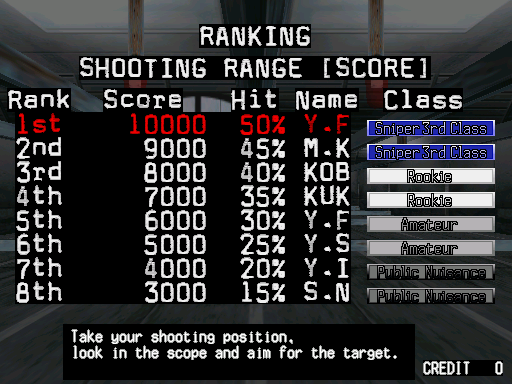 RANKING
SHOOTING RANGE [SCORE]
Rank Score Hit Name Class
1st 10000 50% Y.F Sniper 3rd Class
2nd 9000 45% M.K Sniper 3rd Class
3rd 8000 40% KOB Rookie
4th 7000 35% KUK Rookie
5th 6000 30% Y.F Amateur
6th 5000 25% Y.S Amateur
7th 4000 20% Y.I Public Nuisance
8th 3000 15% S.N Public Nuisance
Take your shooting position,
look in the scope and aim for the target.
CREDIT 0